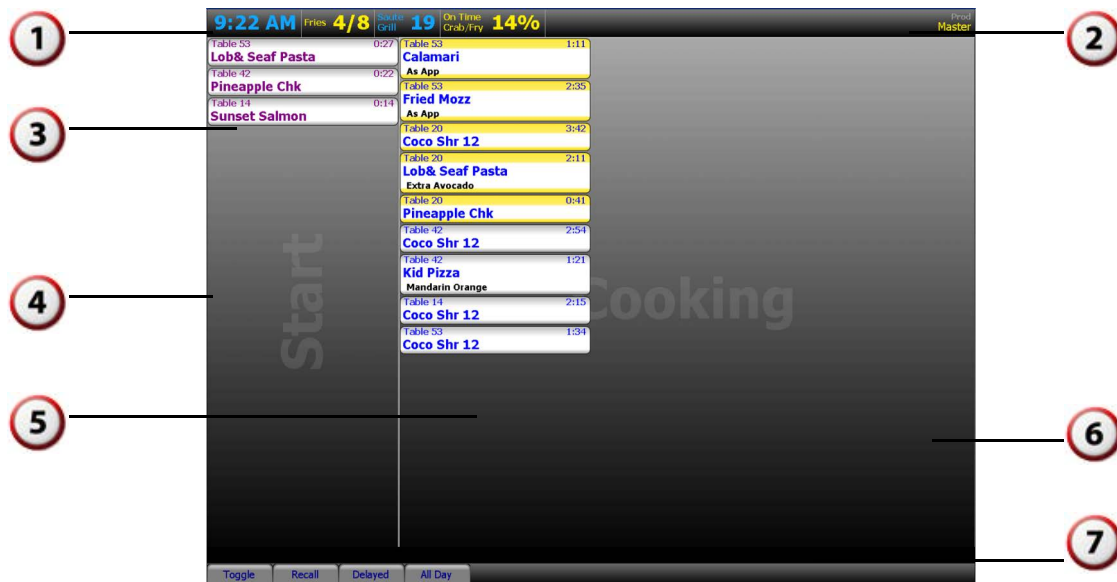 1
2
3
4
5
6
7
9:22 AM Fries 4/8 Saute Grill 19 On Time Crab/Fry 14% Prod Master
Table 53 0:27
Lob& Seaf Pasta
Table 42 0:22
Pineapple Chk
Table 14 0:14
Sunset Salmon
Start
Table 53 1:11
Calamari
As App
Table 53 2:35
Fried Mozz
As App
Table 20 3:42
Coco Shr 12
Table 20 2:11
Lob& Seaf Pasta
Extra Avocado
Table 20 0:41
Pineapple Chk
Table 42 2:54
Coco Shr 12
Table 42 1:21
Kid Pizza
Mandarin Orange
Table 14 2:15
Coco Shr 12
Table 53 1:34
Coco Shr 12
Cooking
Toggle Recall Delayed All Day